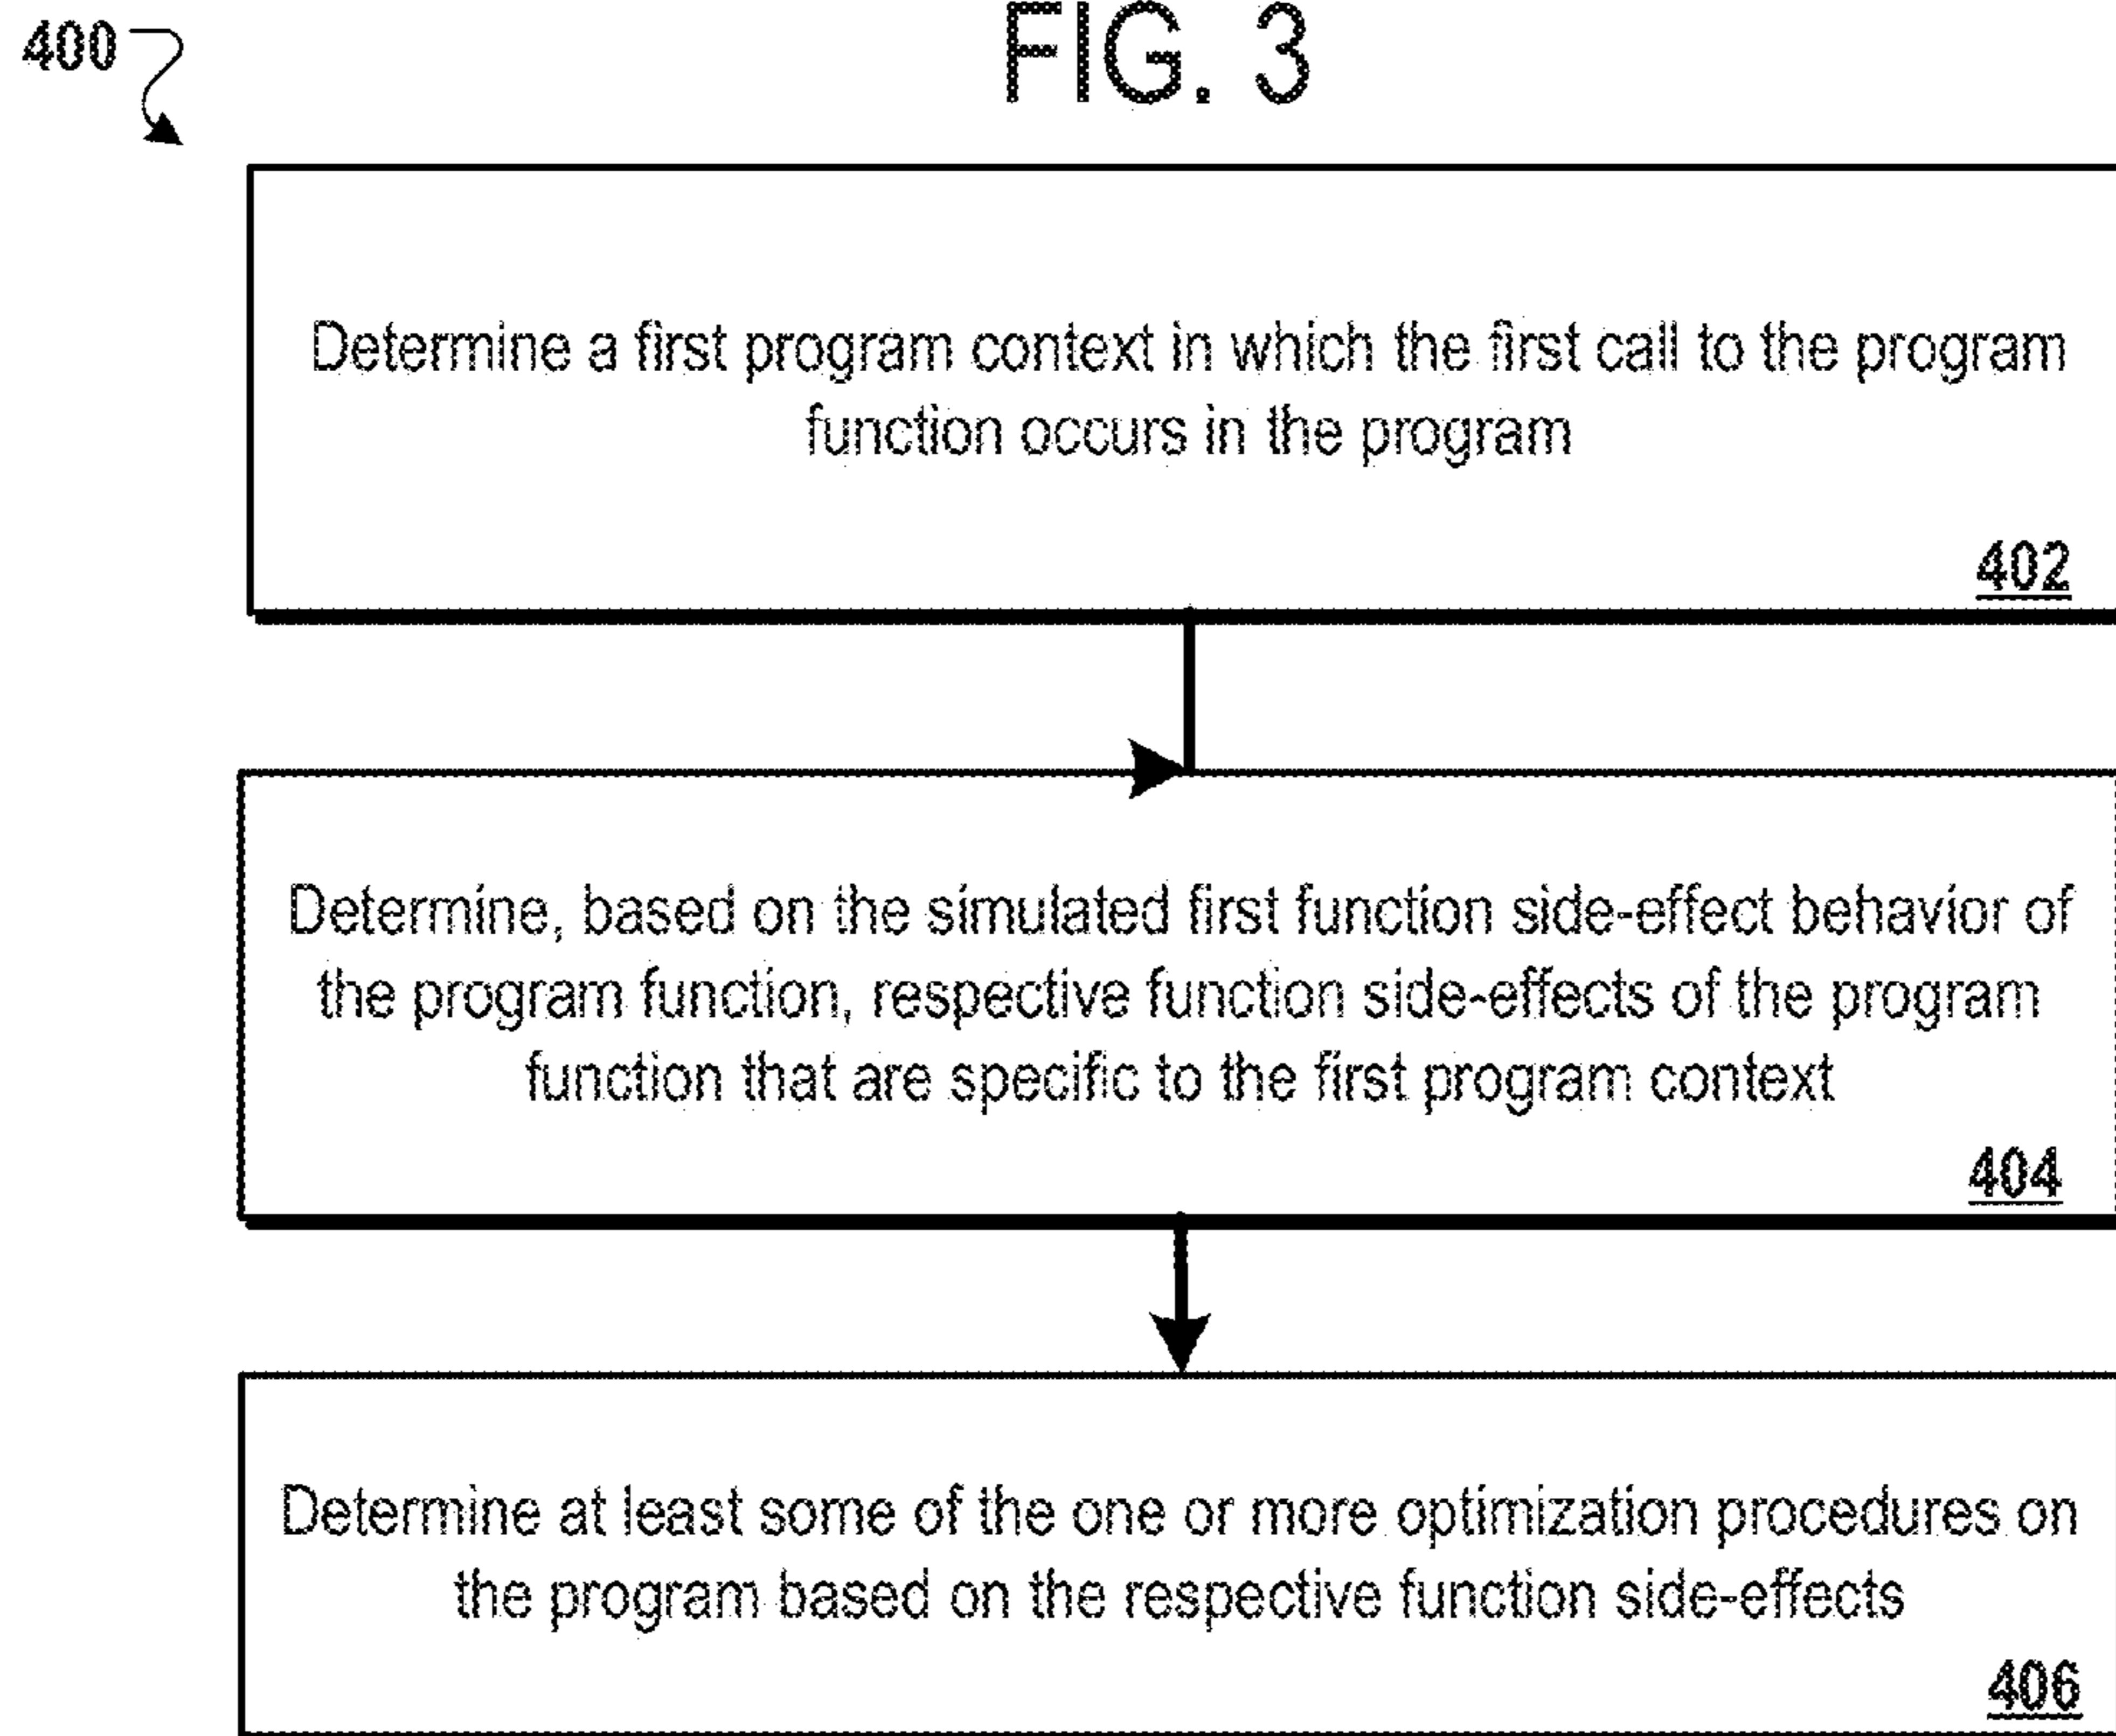 400
FIG. 3
Determine a first program context in which the first call to the program
function occurs in the program
402
Determine, based on the simulated first function side-effect behavior of
the program function, respective function side-effects of the program
function that are specific to the first program context
404
Determine at least some of the one or more optimization procedures on
the program based on the respective function side-effects
406